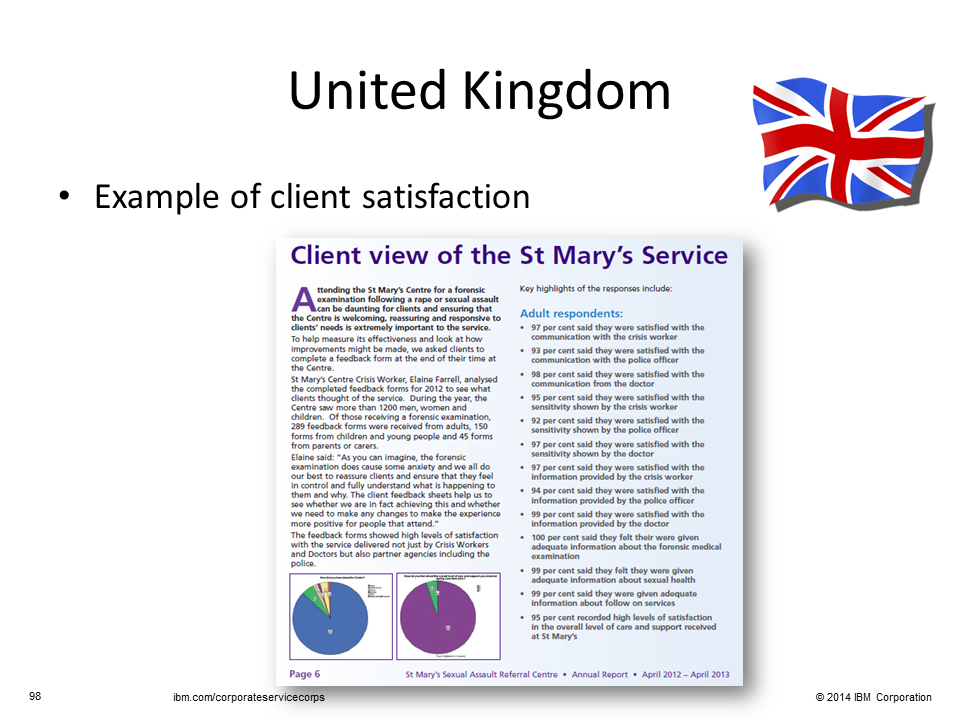 United Kingdom
• Example of client satisfaction
Client view of the St Mary's Service
Attending the St Mary's Centre for a forensic
examination following a rape or sexual assault
can be daunting for clients and ensuring that
the Centre is welcoming, reassuring and responsive to
clients' needs is extremely important to the service.
To help measure its effectiveness and look at how
improvements might be made, we asked clients to
complete a feedback form at the end of their time at
the Centre.
St Mary's Centre Crisis Worker, Elaine Farrell, analysed
the completed feedback forms for 2012 to see what
clients thought of the service. During the year, the
Centre saw more than 1200 men, women and
children. Of those receiving a forensic examination,
289 feedback forms were received from adults, 150
forms from children and young people and 45 forms
from parents or carers.
Elaine said: "As you can imagine, the forensic
examination does cause some anxiety and we all do
our best to reassure clients and ensure that they feel
in control and fully understand what is happening to
them and why. The client feedback sheets help us to
see whether we are in fact achieving this and whether
we need to make any changes to make the experience
more positive for people that attend."
The feedback forms showed high levels of satisfaction
with the service delivered not just by Crisis Workers
and Doctors but also partner agencies including the
police.
Key highlights of the responses include:
Adult respondents:
• 97 per cent said they were satisfied with the
communication with the crisis worker
• 93 per cent said they were satisfied with the
communication with the police officer
• 98 per cent said they were satisfied with the
communication from the doctor
• 95 per cent said they were satisfied with the
sensitivity shown by the crisis worker
• 92 per cent said they were satisfied with the
sensitivity shown by the police officer
• 97 per cent said they were satisfied with the
sensitivity shown by the doctor
• 97 per cent said they were satisfied with the
information provided by the crisis worker
• 94 per cent said they were satisfied with the
information provided by the police officer
• 99 per cent said they were satisfied with the
information provided by the doctor
• 100 per cent said they felt their were given
adequate information about the forensic medical
examination
• 99 per cent said they felt they were given
adequate information about sexual health
• 99 per cent said they were given adequate
information about follow on services
• 95 per cent recorded high levels of satisfaction
in the overall level of care and support received
at St Mary's
Page 6
St Mary's Sexual Assault Referral Centre • Annual Report • April 2012 – April 2013
98
ibm.com/corporateservicecorps
© 2014 IBM Corporation